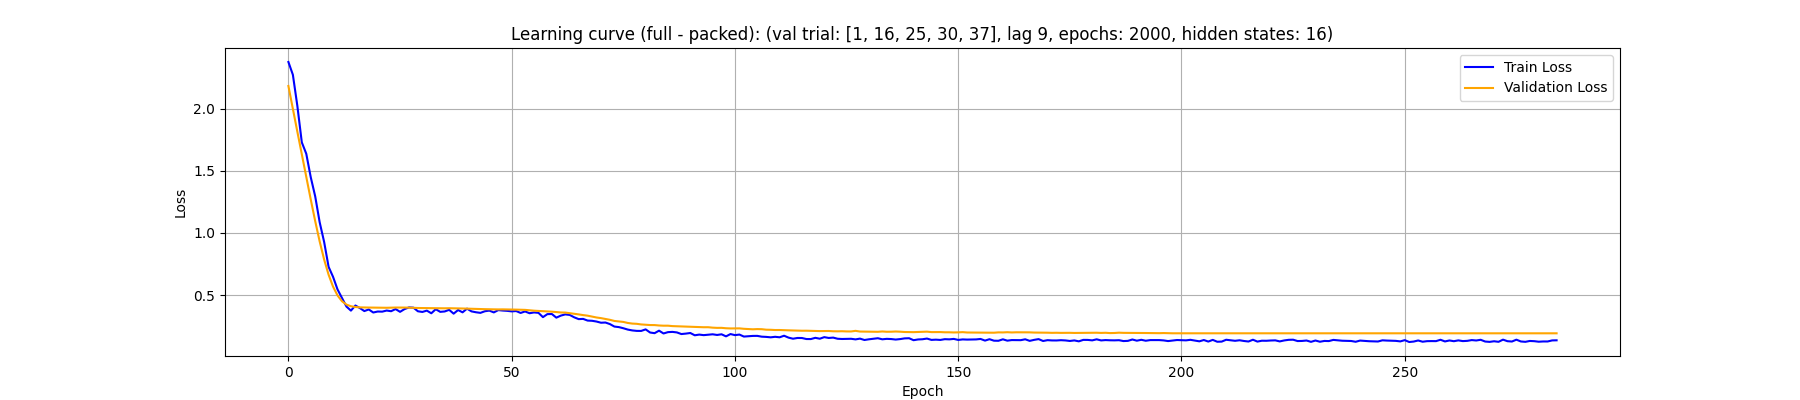 Learning curve (full - packed): (val trial: [1, 16, 25, 30, 37], lag 9, epochs: 2000, hidden states: 16)
Train Loss
Validation Loss
2.0
1.5
1.0
0.5
Loss
0 50 100 150 200 250
Epoch